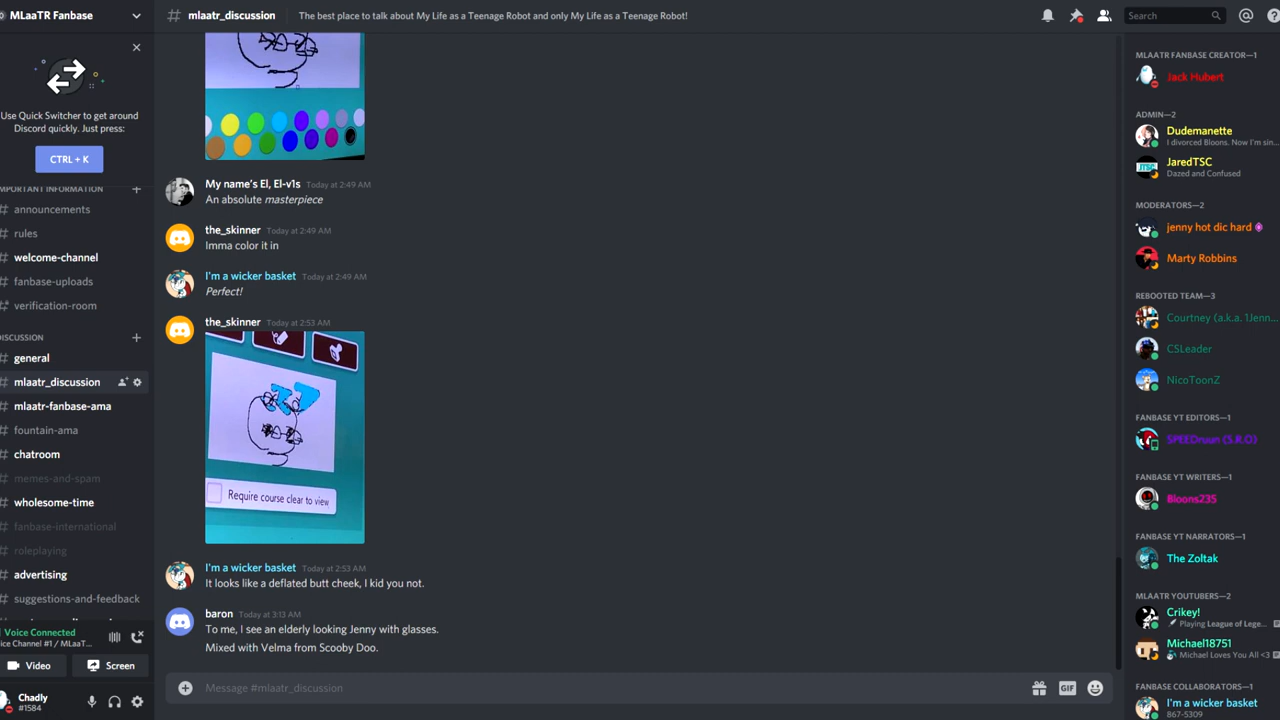 MLaaTR Fanbase
mlaatr_discussion
The best place to talk about My Life as a Teenage Robot and only My Life as a Teenage Robot!
Search
Use Quick Switcher to get around
Discord quickly. Just press:
CTRL + K
IMPORTANT INFORMATION
announcements
rules
welcome-channel
fanbase-uploads
verification-room
DISCUSSION
general
mlaatr_discussion
mlaatr-fanbase-ama
fountain-ama
chatroom
memes-and-spam
wholesome-time
fanbase-international
roleplaying
advertising
suggestions-and-feedback
Voice Connected
Voice Channel #1 / MLaaT...
Video
Screen
Chadly
#1584
My name's El, El-v1s Today at 2:49 AM
An absolute masterpiece
the_skinner Today at 2:49 AM
Imma color it in
I'm a wicker basket Today at 2:49 AM
Perfect!
the_skinner Today at 2:53 AM
Require course clear to view
I'm a wicker basket Today at 2:53 AM
It looks like a deflated butt cheek, I kid you not.
baron Today at 3:13 AM
To me, I see an elderly looking Jenny with glasses.
Mixed with Velma from Scooby Doo.
Message #mlaatr_discussion
GIF
MLAATR FANBASE CREATOR—1
Jack Hubert
ADMIN—2
Dudemanette
I divorced Bloons. Now I'm sin...
JaredTSC
Dazed and Confused
MODERATORS—2
jenny hot dic hard
Marty Robbins
REBOOTED TEAM—3
Courtney (a.k.a. 1Jenn...
CSLeader
NicoToonZ
FANBASE YT EDITORS—1
SPEEDruun (S.R.O)
FANBASE YT WRITERS—1
Bloons235
FANBASE YT NARRATORS—1
The Zoltak
MLAATR YOUTUBERS—2
Crikey!
Playing League of Lege...
Michael18751
Michael Loves You All <3
FANBASE COLLABORATORS—1
I'm a wicker basket
867-5309